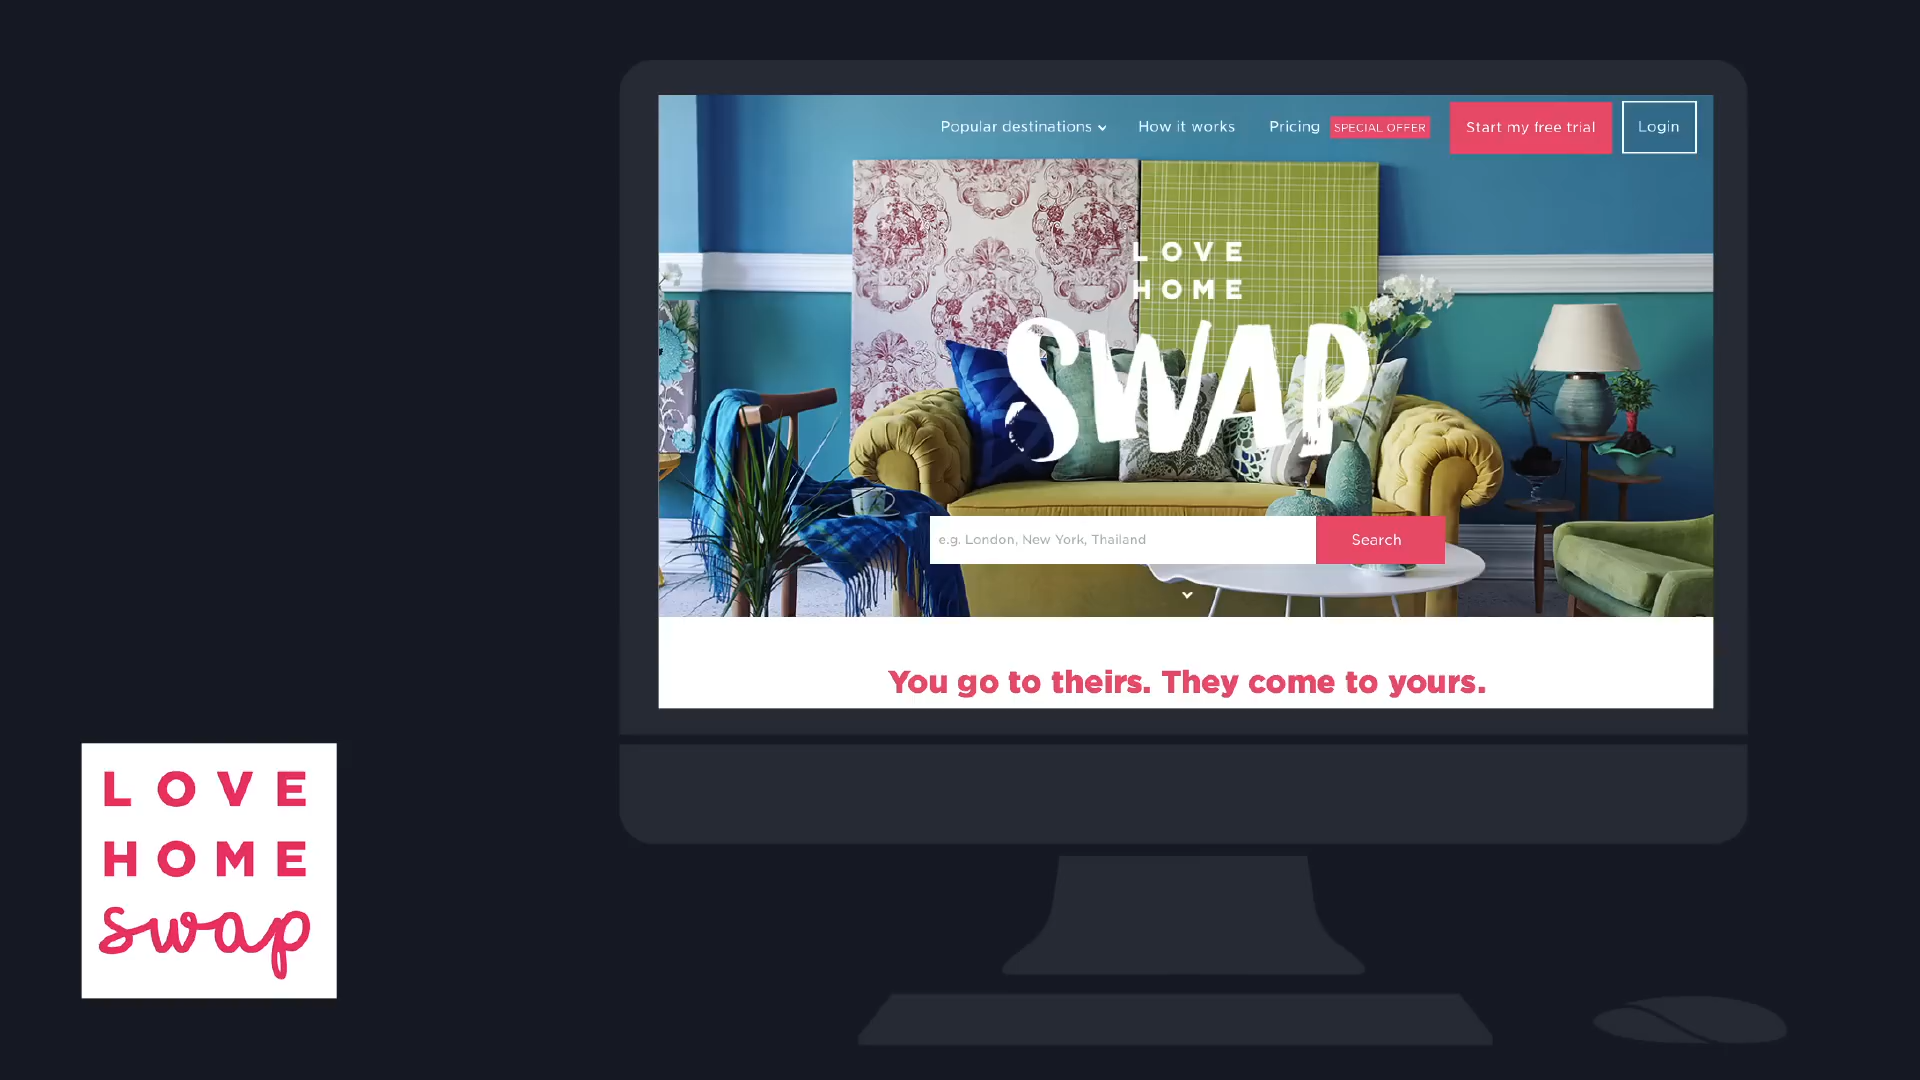 Popular destinations
How it works
Pricing
SPECIAL OFFER
Start my free trial
Login
LOVE
HOME
SWAP
e.g. London, New York, Thailand
Search
You go to theirs. They come to yours.
LOVE
HOME
swap